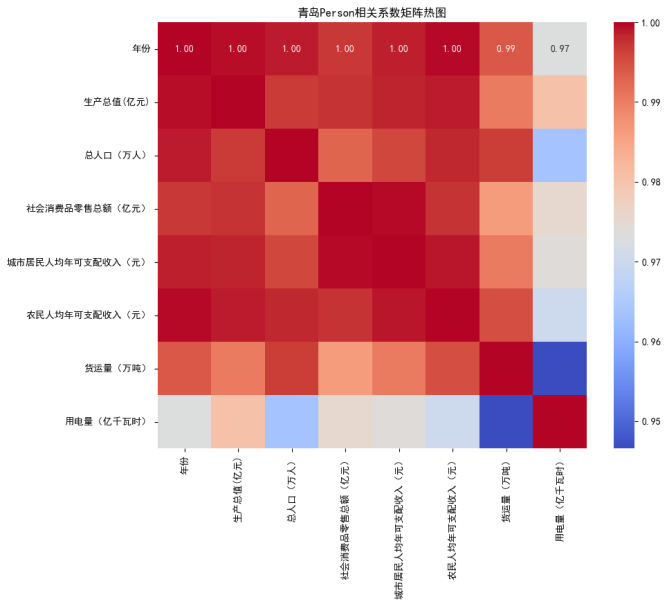 青岛Person相关系数矩阵热图
年份
1.00 1.00 1.00 1.00 1.00 1.00 0.99 0.97
生产总值(亿元)
总人口（万人）
社会消费品零售总额（亿元）
城市居民人均年可支配收入（元）
农民人均年可支配收入（元）
货运量（万吨）
用电量（亿千瓦时）
年份
生产总值(亿元)
总人口（万人）
社会消费品零售总额（亿元）
城市居民人均年可支配收入（元）
农民人均年可支配收入（元）
货运量（万吨）
用电量（亿千瓦时）
1.00
0.99
0.98
0.97
0.96
0.95